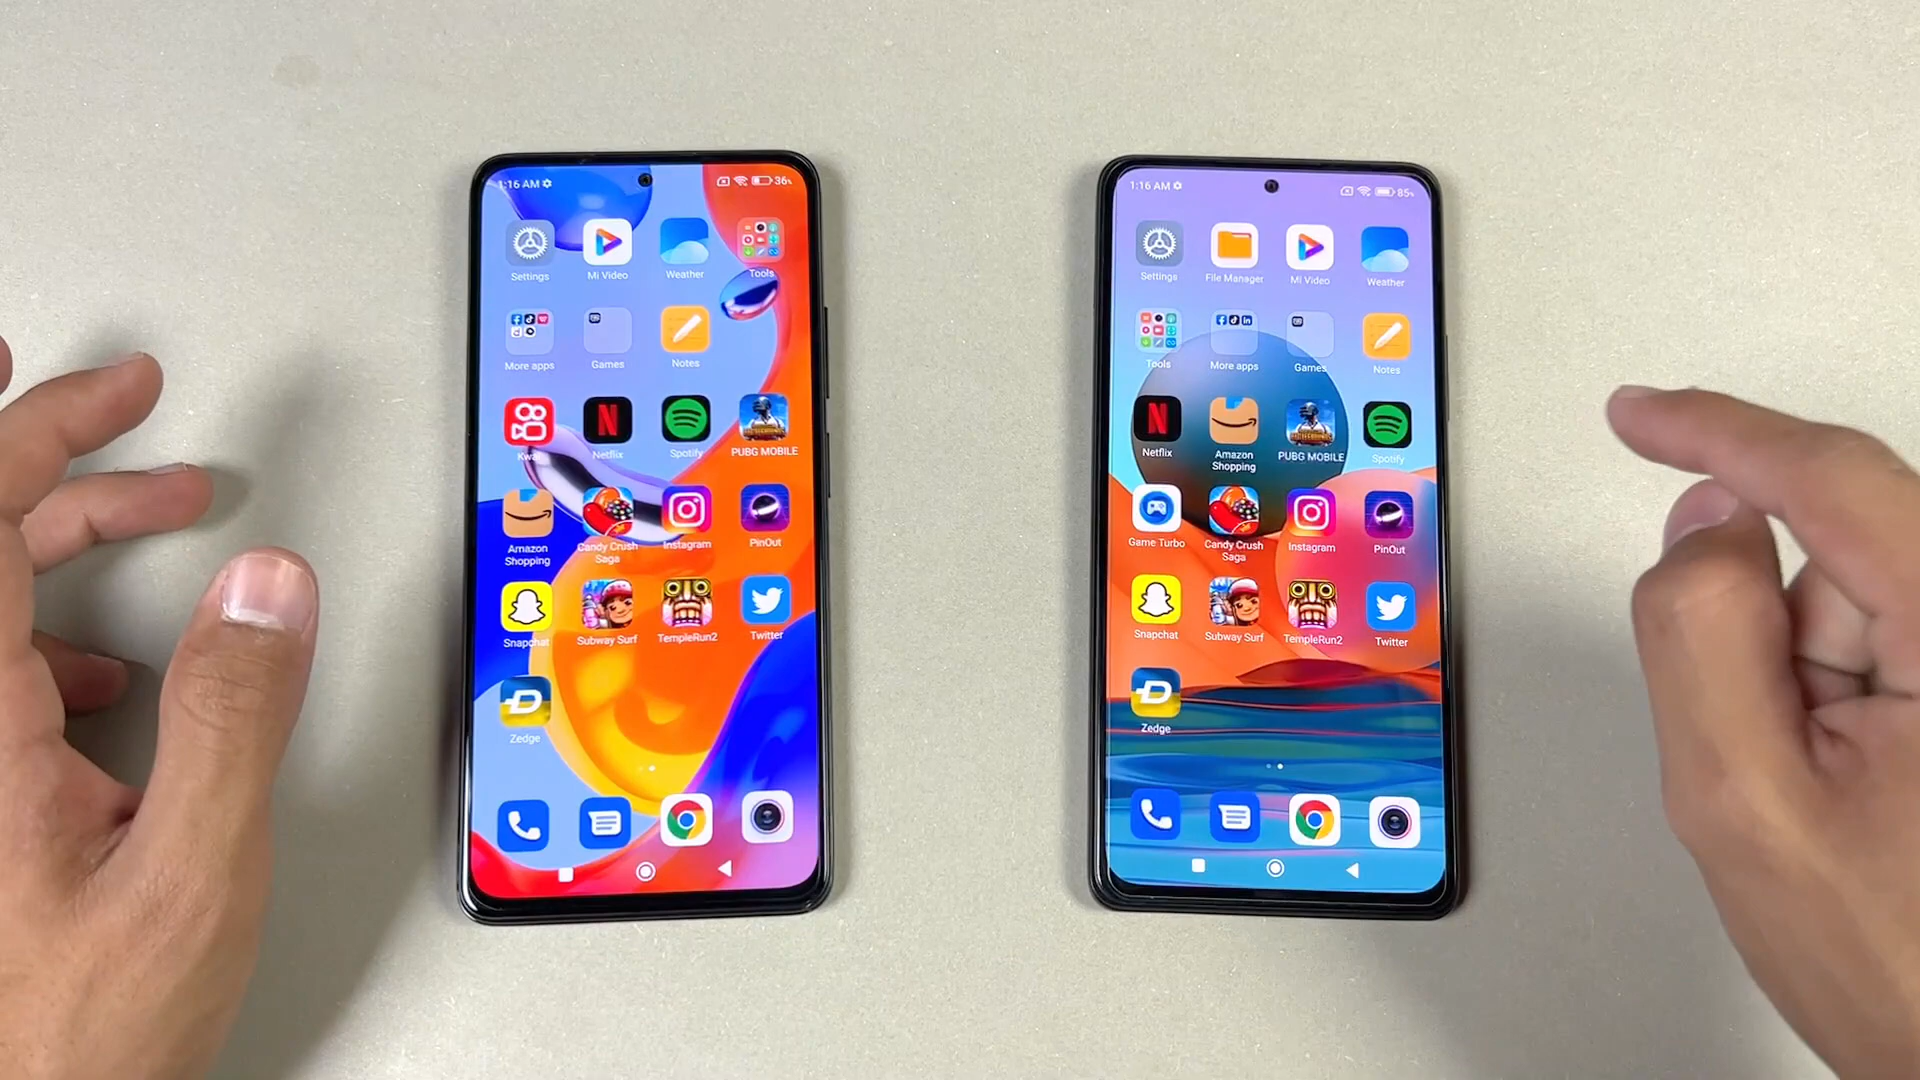 1:16 AM
36%
Settings
Mi Video
Weather
Tools
More apps
Games
Notes
Kwai
Netflix
Spotify
PUBG MOBILE
Amazon
Shopping
Candy Crush
Saga
Instagram
PinOut
Snapchat
Subway Surf
TempleRun2
Twitter
Zedge
1:16 AM
85%
Settings
File Manager
Mi Video
Weather
Tools
More apps
Games
Notes
Netflix
Amazon
Shopping
PUBG MOBILE
Spotify
Game Turbo
Candy Crush
Saga
Instagram
PinOut
Snapchat
Subway Surf
TempleRun2
Twitter
Zedge